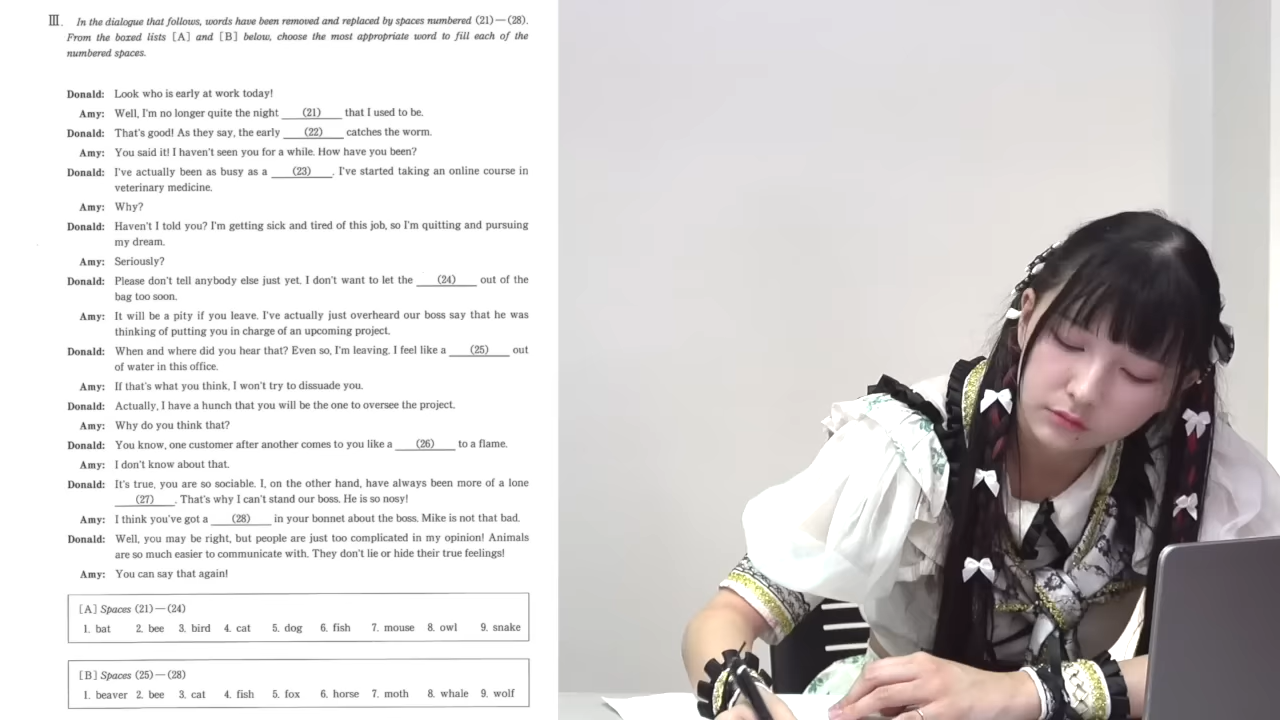 III. In the dialogue that follows, words have been removed and replaced by spaces numbered (21)—(28).
From the boxed lists [A] and [B] below, choose the most appropriate word to fill each of the
numbered spaces.
Donald: Look who is early at work today!
Amy: Well, I'm no longer quite the night (21) that I used to be.
Donald: That's good! As they say, the early (22) catches the worm.
Amy: You said it! I haven't seen you for a while. How have you been?
Donald: I've actually been as busy as a (23) . I've started taking an online course in
veterinary medicine.
Amy: Why?
Donald: Haven't I told you? I'm getting sick and tired of this job, so I'm quitting and pursuing
my dream.
Amy: Seriously?
Donald: Please don't tell anybody else just yet. I don't want to let the (24) out of the
bag too soon.
Amy: It will be a pity if you leave. I've actually just overheard our boss say that he was
thinking of putting you in charge of an upcoming project.
Donald: When and where did you hear that? Even so, I'm leaving. I feel like a (25) out
of water in this office.
Amy: If that's what you think, I won't try to dissuade you.
Donald: Actually, I have a hunch that you will be the one to oversee the project.
Amy: Why do you think that?
Donald: You know, one customer after another comes to you like a (26) to a flame.
Amy: I don't know about that.
Donald: It's true, you are so sociable. I, on the other hand, have always been more of a lone
(27) . That's why I can't stand our boss. He is so nosy!
Amy: I think you've got a (28) in your bonnet about the boss. Mike is not that bad.
Donald: Well, you may be right, but people are just too complicated in my opinion! Animals
are so much easier to communicate with. They don't lie or hide their true feelings!
Amy: You can say that again!
[A] Spaces (21)—(24)
1. bat 2. bee 3. bird 4. cat 5. dog 6. fish 7. mouse 8. owl 9. snake
[B] Spaces (25)—(28)
1. beaver 2. bee 3. cat 4. fish 5. fox 6. horse 7. moth 8. whale 9. wolf